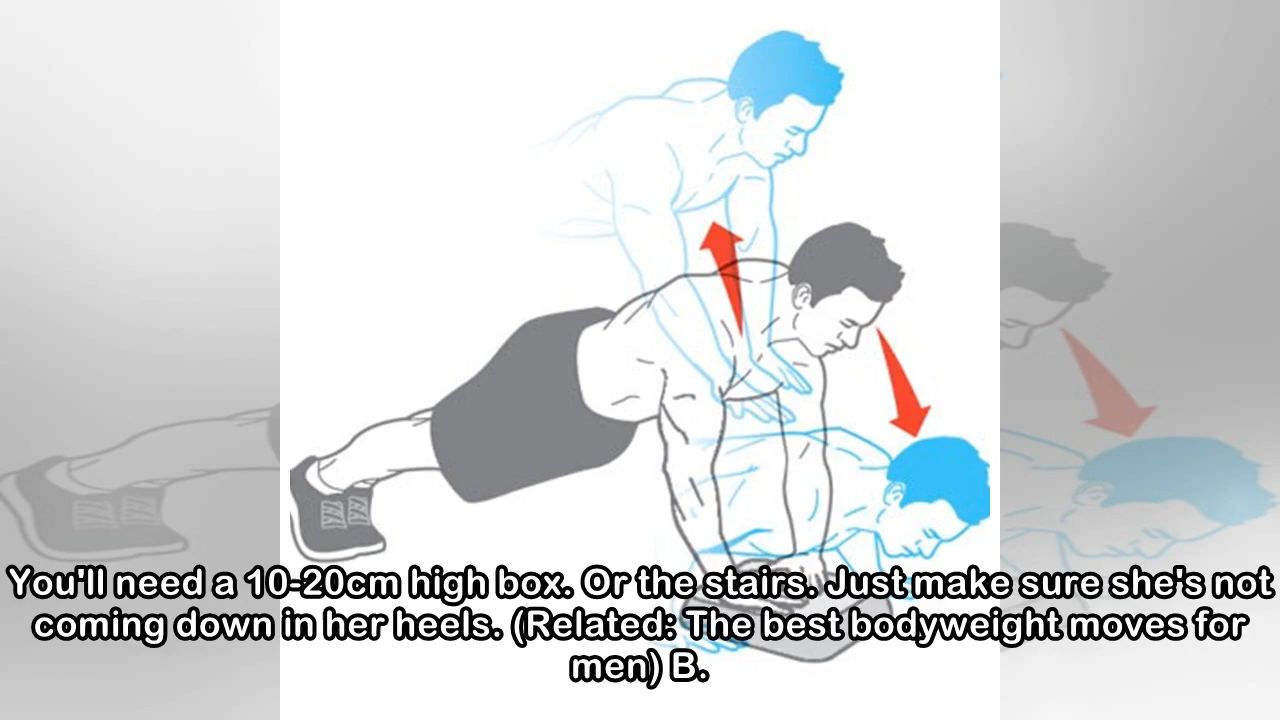 You'll need a 10-20cm high box. Or the stairs. Just make sure she's not
coming down in her heels. (Related: The best bodyweight moves for
men) B.